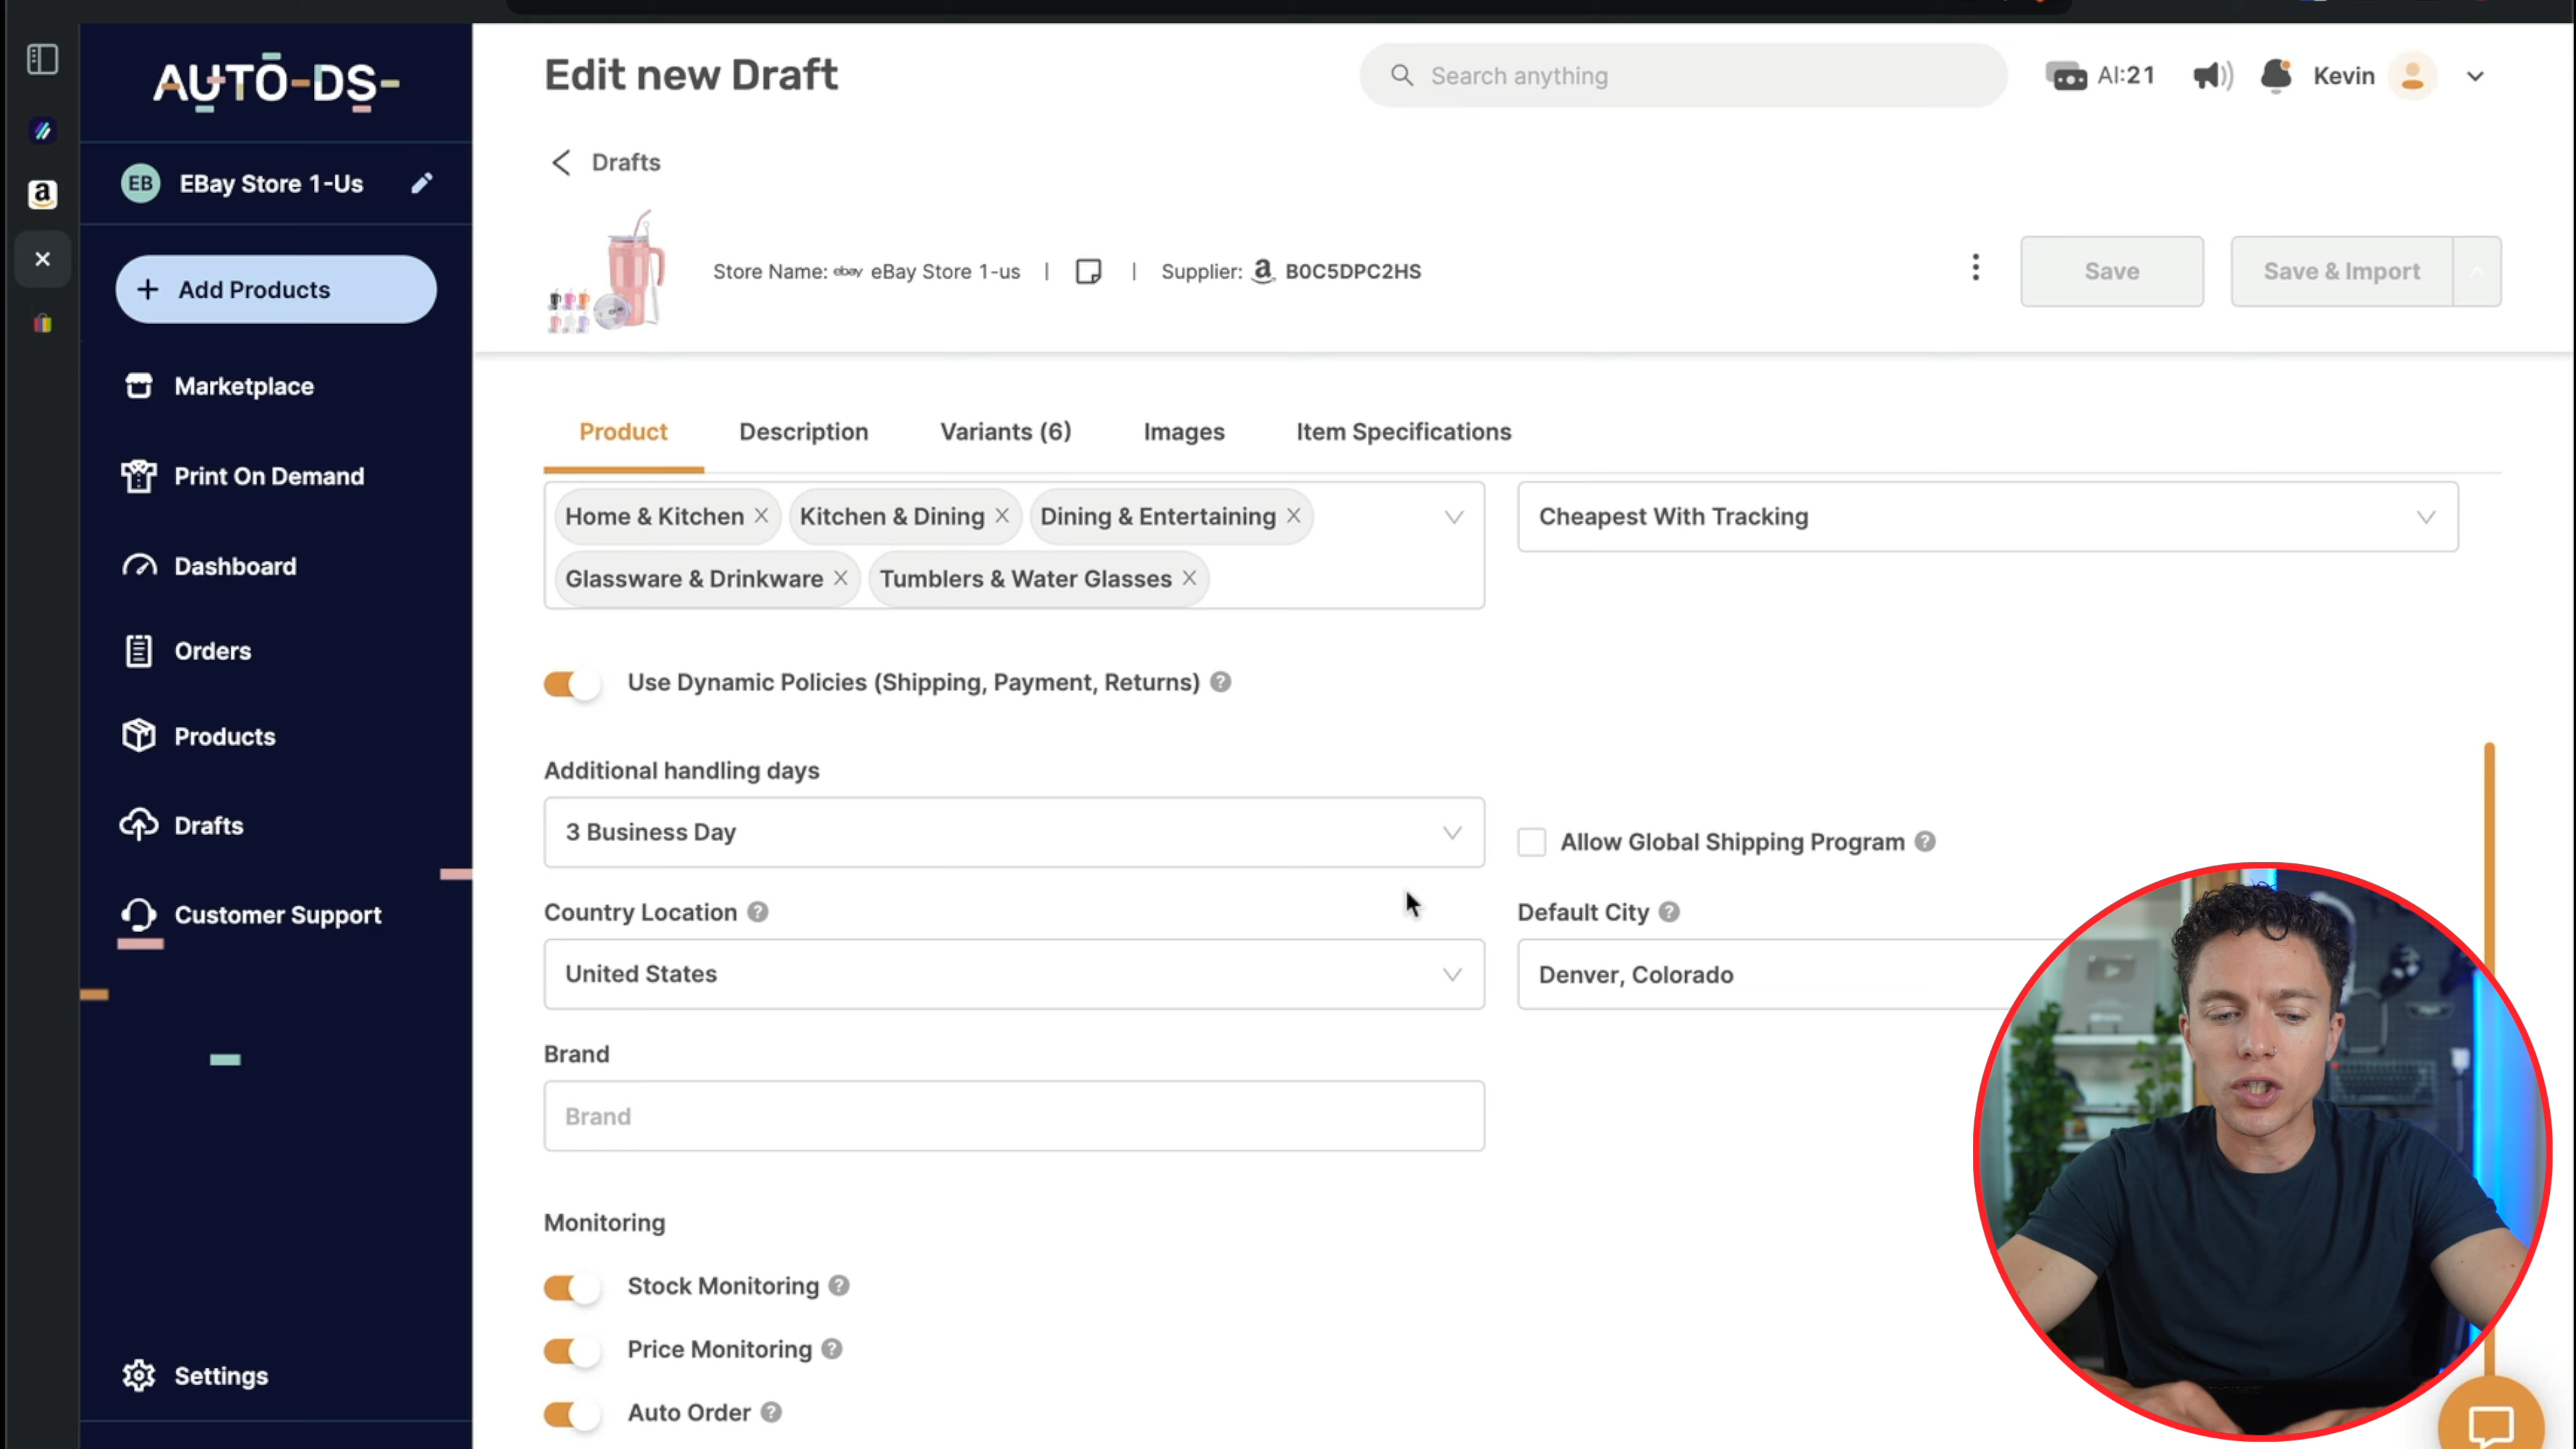 AUTO-DS-
Edit new Draft
Search anything
AI:21
Kevin
EB EBay Store 1-Us
Drafts
Store Name: ebay eBay Store 1-us | | Supplier: a B0C5DPC2HS
Save
Save & Import
+ Add Products
Marketplace
Print On Demand
Dashboard
Orders
Products
Drafts
Customer Support
Settings
Product
Description
Variants (6)
Images
Item Specifications
Home & Kitchen
Kitchen & Dining
Dining & Entertaining
Glassware & Drinkware
Tumblers & Water Glasses
Cheapest With Tracking
Use Dynamic Policies (Shipping, Payment, Returns) ?
Additional handling days
3 Business Day
Allow Global Shipping Program ?
Country Location ?
United States
Default City ?
Denver, Colorado
Brand
Brand
Monitoring
Stock Monitoring ?
Price Monitoring ?
Auto Order ?